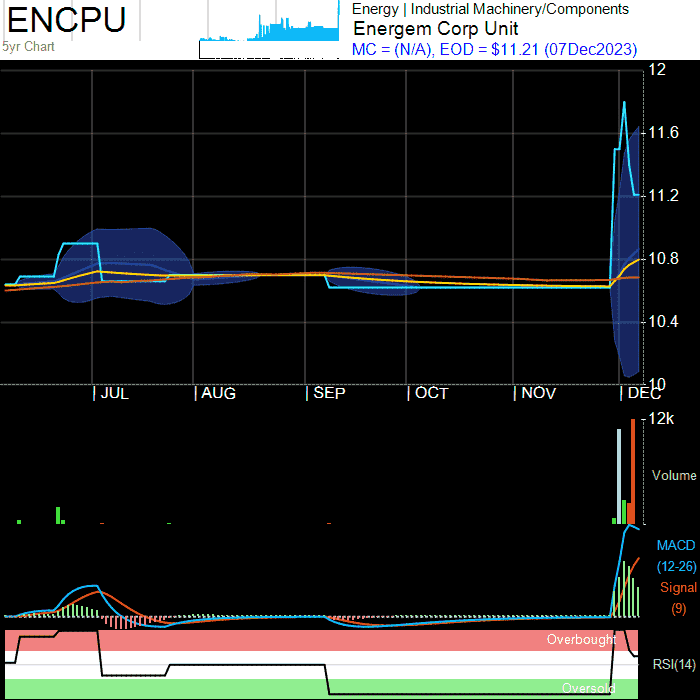 ENCPU
5yr Chart
Energy | Industrial Machinery/Components
Energem Corp Unit
MC = (N/A), EOD = $11.21 (07Dec2023)
12
11.6
11.2
10.8
10.4
10
JUL AUG SEP OCT NOV DEC
12k
Volume
MACD
(12-26)
Signal
(9)
Overbought
RSI(14)
Oversold